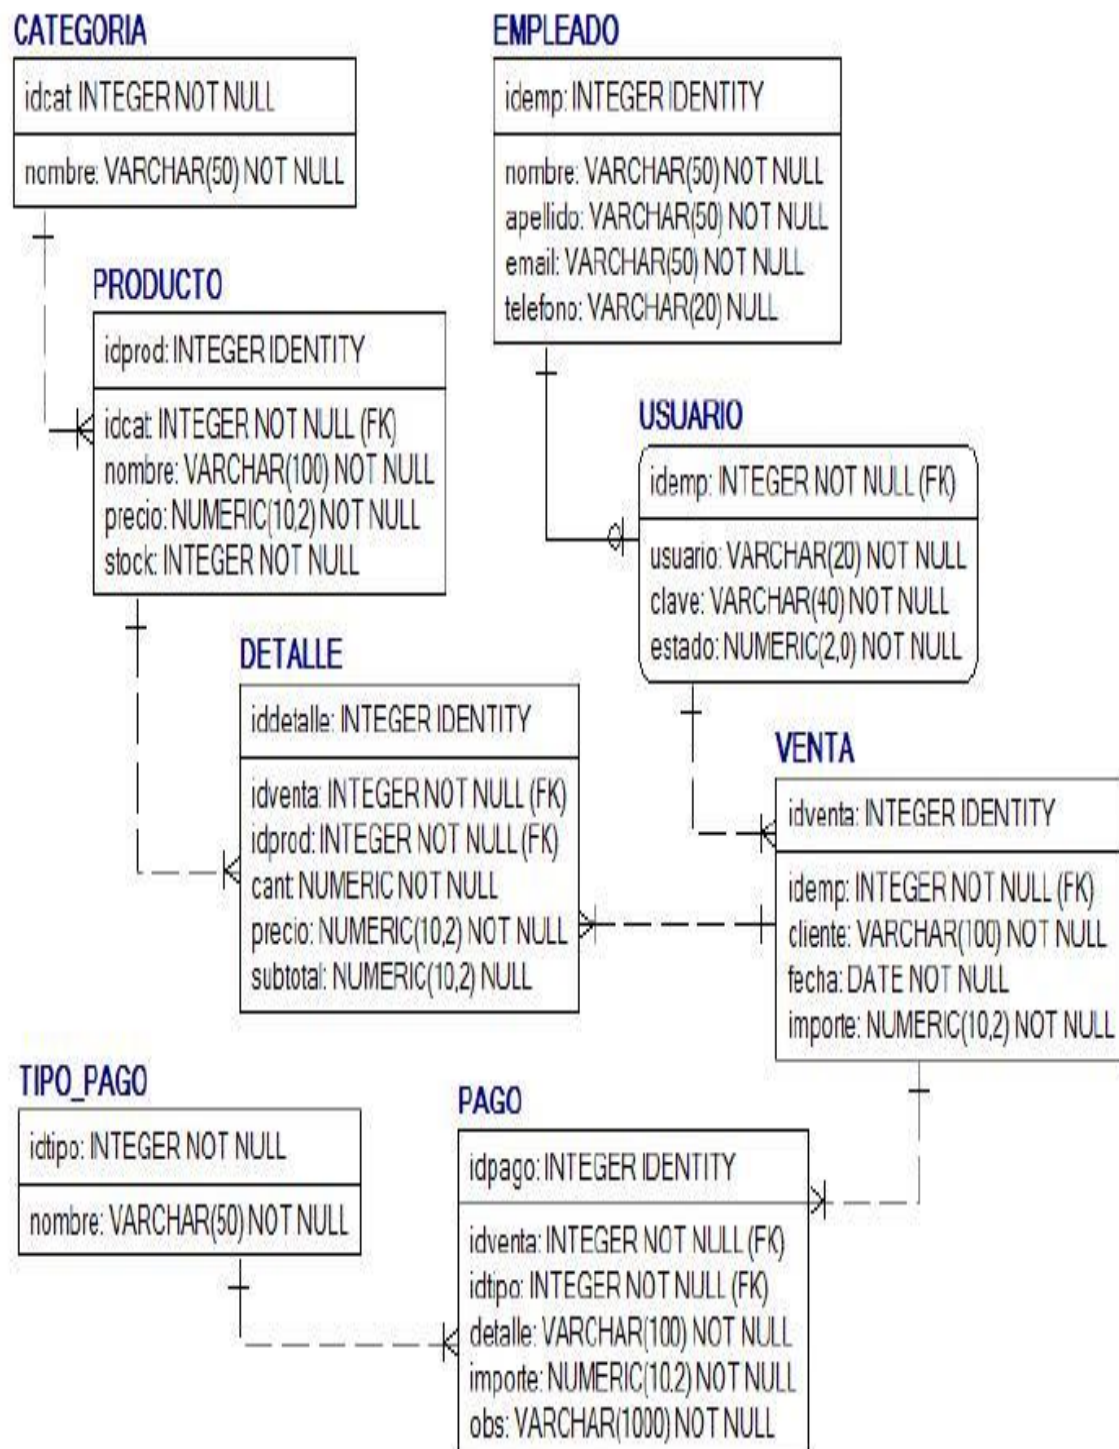 CATEGORIA
idcat INTEGER NOT NULL
nombre: VARCHAR(50) NOT NULL
EMPLEADO
idemp: INTEGER IDENTITY
nombre: VARCHAR(50) NOT NULL
apellido: VARCHAR(50) NOT NULL
email: VARCHAR(50) NOT NULL
telefono: VARCHAR(20) NULL
PRODUCTO
idprod: INTEGER IDENTITY
idcat: INTEGER NOT NULL (FK)
nombre: VARCHAR(100) NOT NULL
precio: NUMERIC(10,2) NOT NULL
stock: INTEGER NOT NULL
USUARIO
idemp: INTEGER NOT NULL (FK)
usuario: VARCHAR(20) NOT NULL
clave: VARCHAR(40) NOT NULL
estado: NUMERIC(2,0) NOT NULL
DETALLE
iddetalle: INTEGER IDENTITY
idventa: INTEGER NOT NULL (FK)
idprod: INTEGER NOT NULL (FK)
cant: NUMERIC NOT NULL
precio: NUMERIC(10,2) NOT NULL
subtotal: NUMERIC(10,2) NULL
VENTA
idventa: INTEGER IDENTITY
idemp: INTEGER NOT NULL (FK)
cliente: VARCHAR(100) NOT NULL
fecha: DATE NOT NULL
importe: NUMERIC(10,2) NOT NULL
TIPO_PAGO
idtipo: INTEGER NOT NULL
nombre: VARCHAR(50) NOT NULL
PAGO
idpago: INTEGER IDENTITY
idventa: INTEGER NOT NULL (FK)
idtipo: INTEGER NOT NULL (FK)
detalle: VARCHAR(100) NOT NULL
importe: NUMERIC(10,2) NOT NULL
obs: VARCHAR(1000) NOT NULL